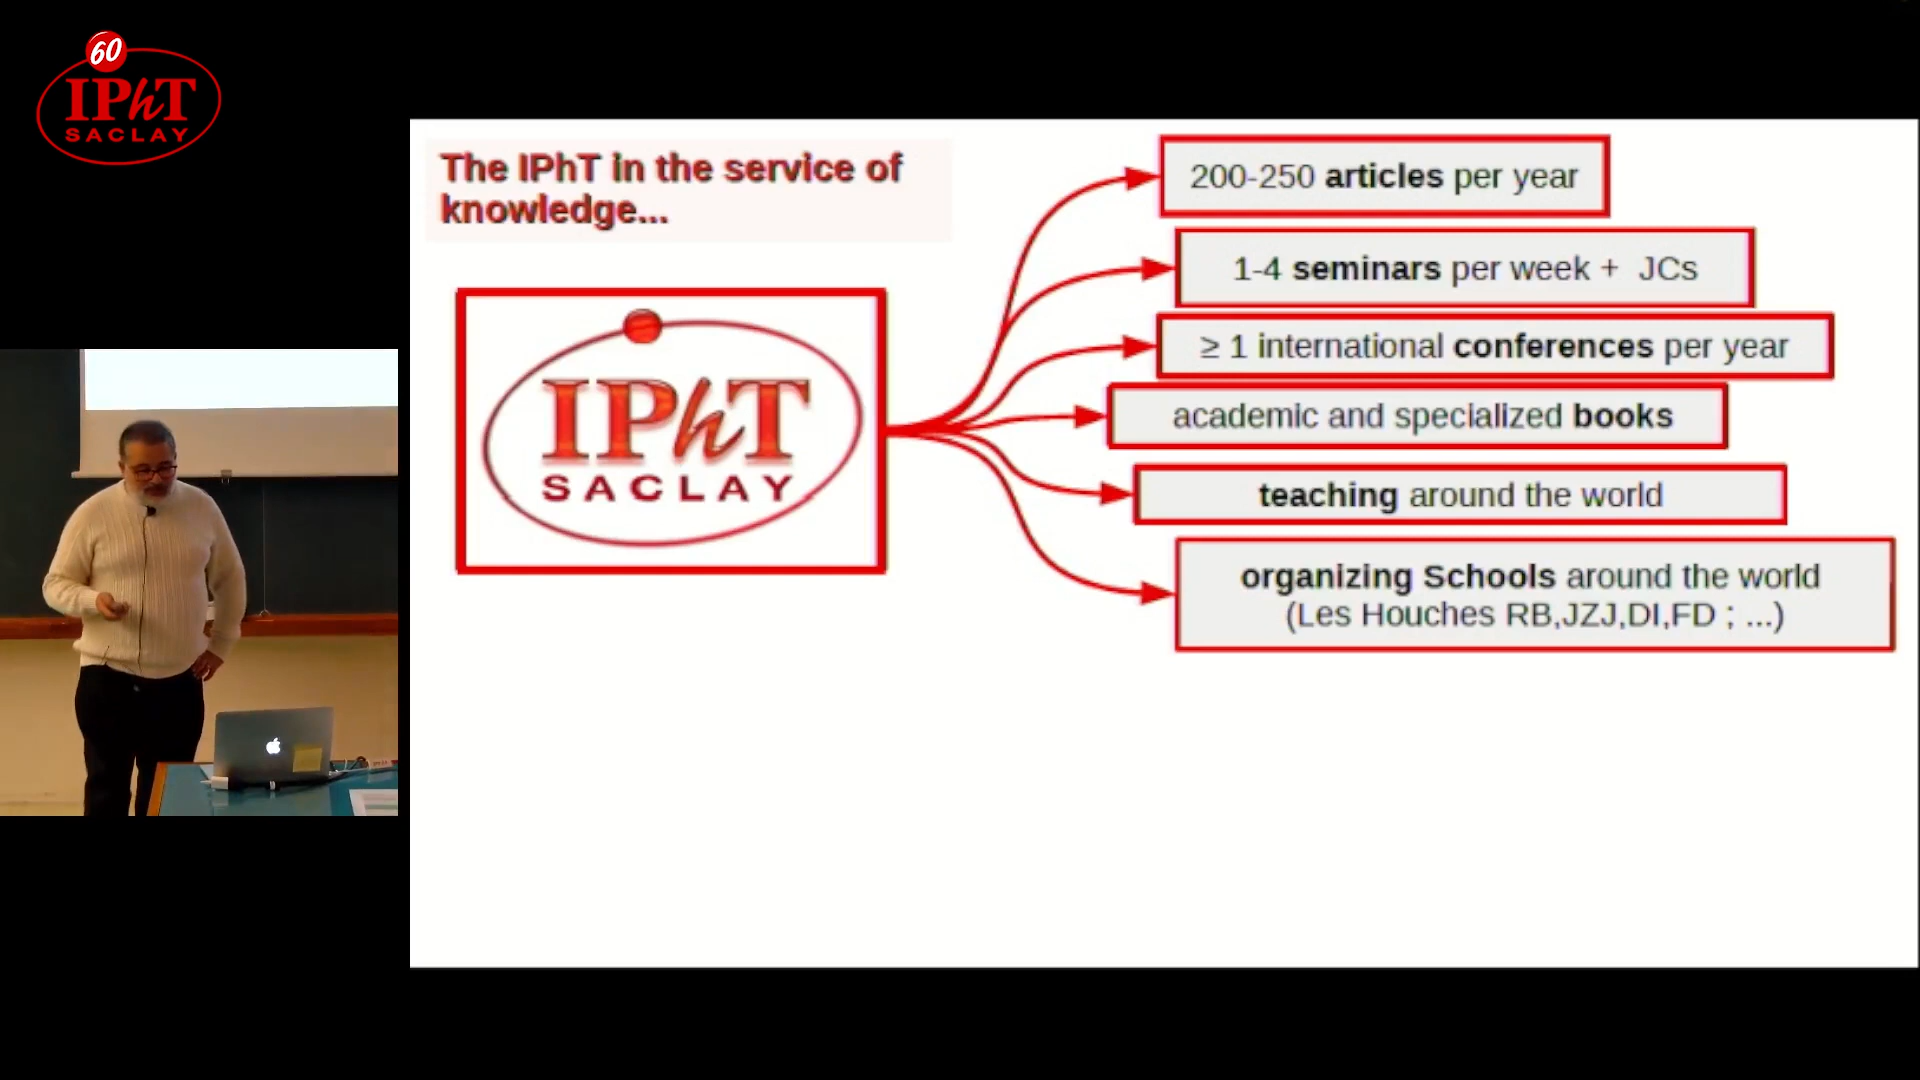 60
IPhT
SACLAY
The IPhT in the service of
knowledge...
IPhT
SACLAY
200-250 articles per year
1-4 seminars per week + JCs
≥ 1 international conferences per year
academic and specialized books
teaching around the world
organizing Schools around the world
(Les Houches RB,JZJ,DI,FD ; ...)